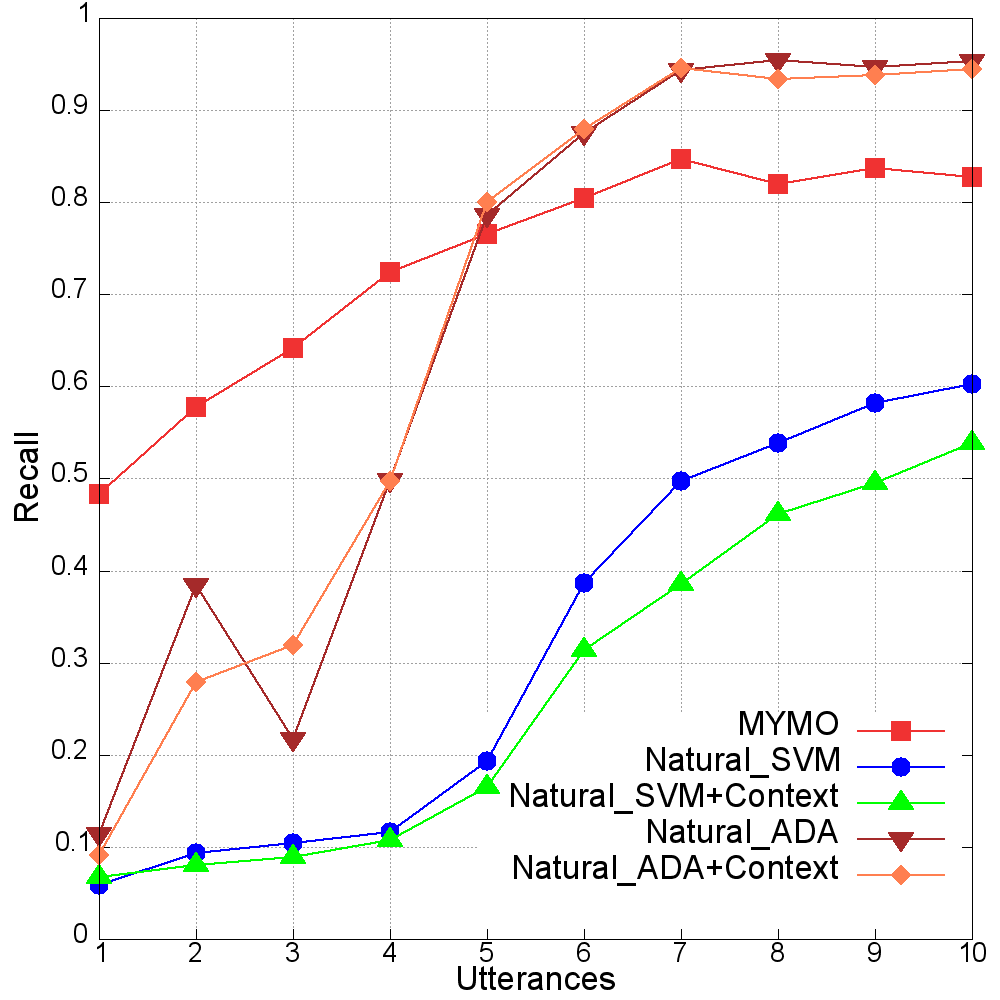 1
0.9
0.8
0.7
0.6
0.5
0.4
0.3
0.2
0.1
0
Recall
MYMO
Natural_SVM
Natural_SVM+Context
Natural_ADA
Natural_ADA+Context
1 2 3 4 5 6 7 8 9 10
Utterances